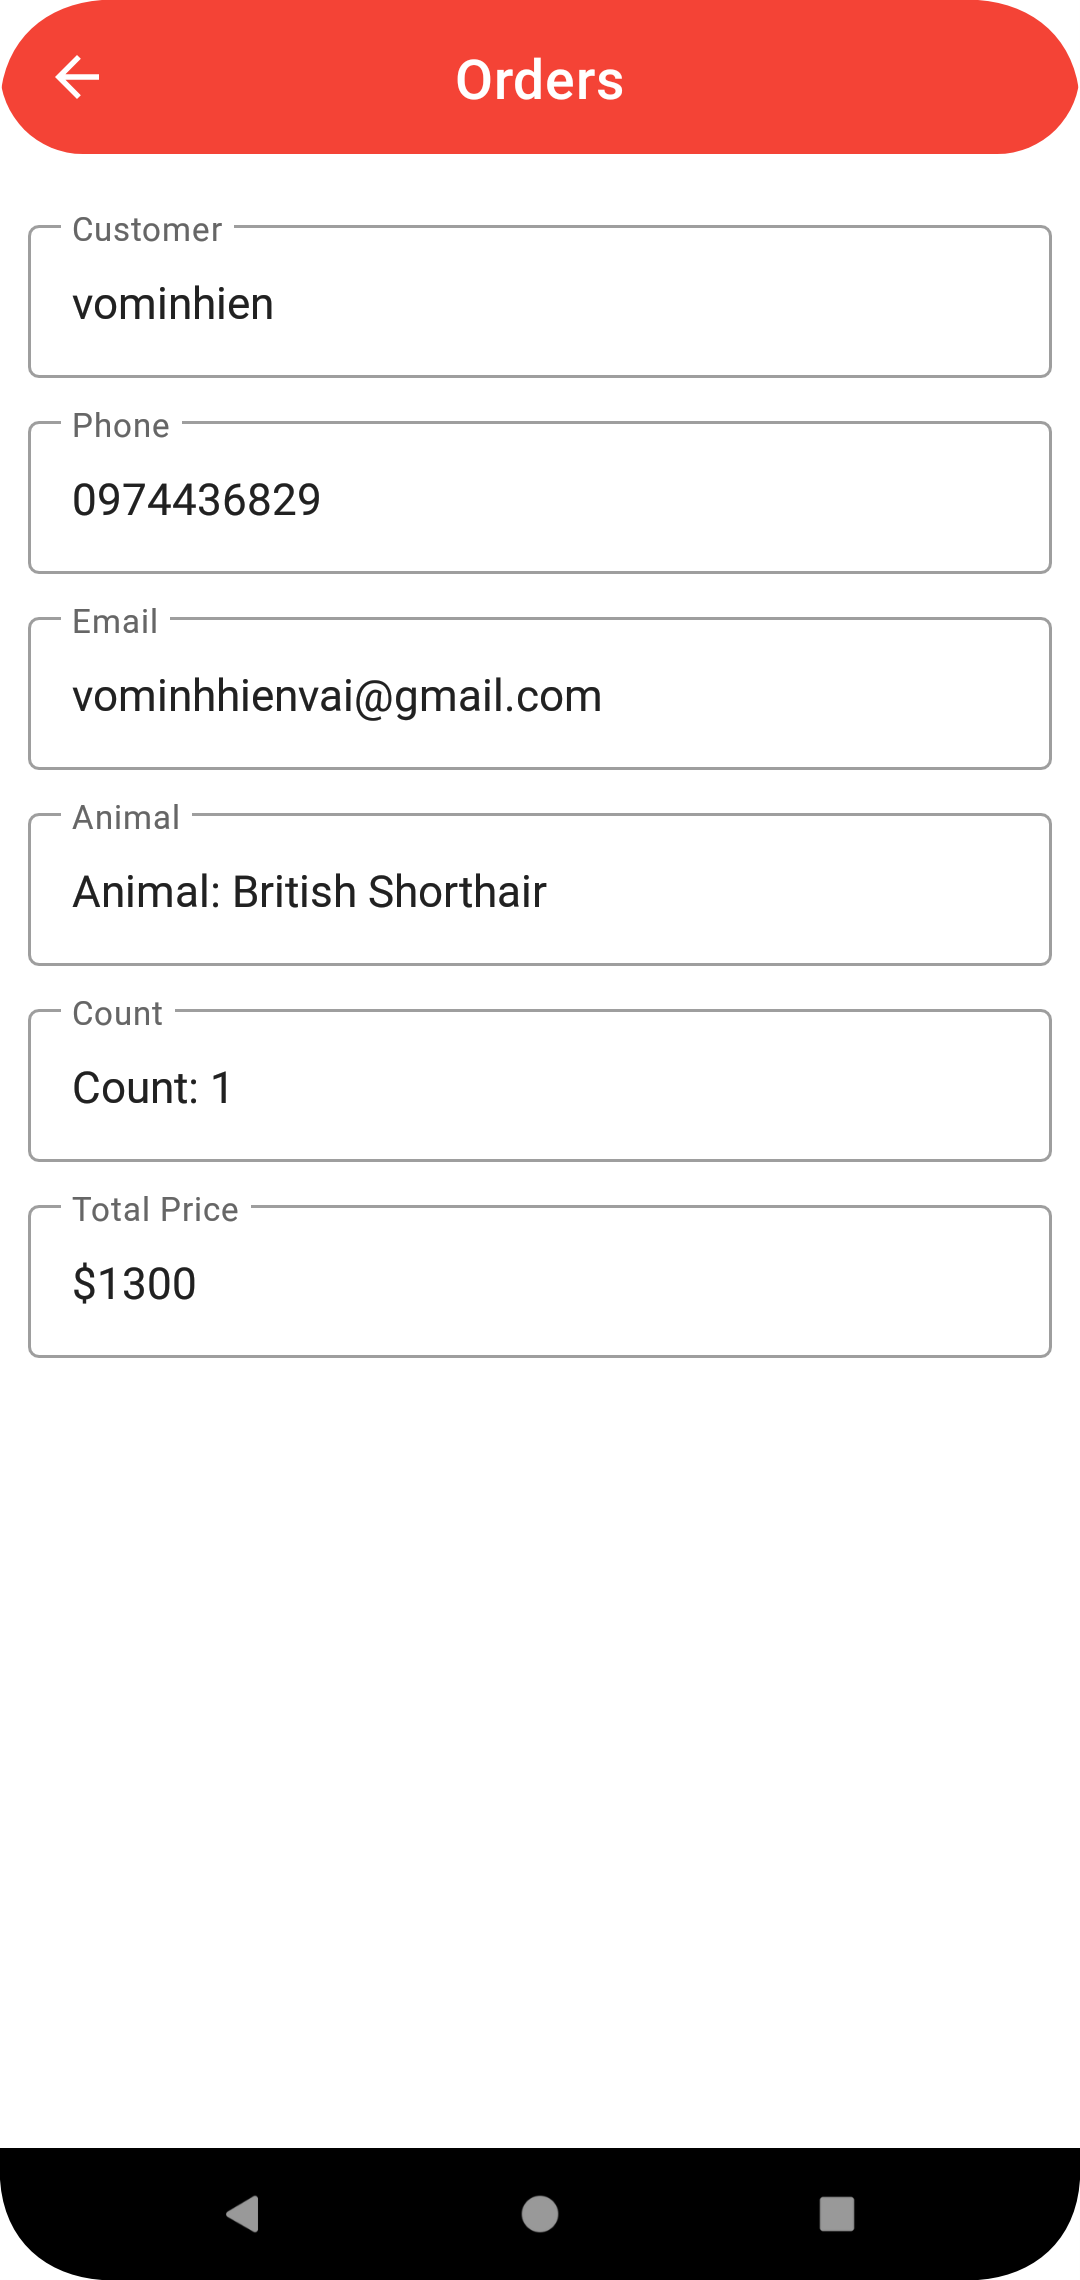 Orders
Customer
vominhien
Phone
0974436829
Email
vominhhienvai@gmail.com
Animal
Animal: British Shorthair
Count
Count: 1
Total Price
$1300